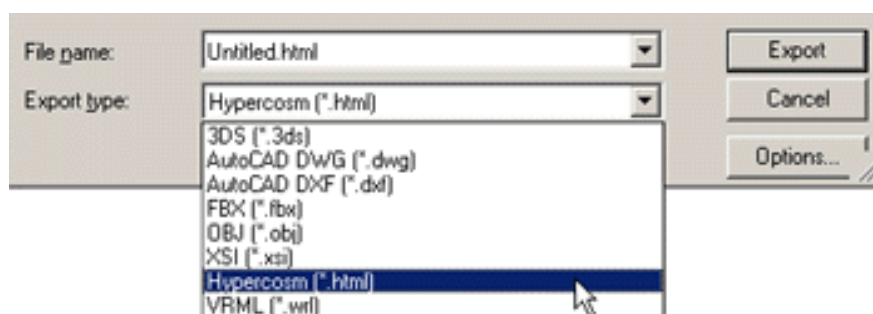 File name: Untitled.html Export
Export type: Hypercosm (*.html) Cancel
Options...
3DS (*.3ds)
AutoCAD DWG (*.dwg)
AutoCAD DXF (*.dxf)
FBX (*.fbx)
OBJ (*.obj)
XSI (*.xsi)
Hypercosm (*.html)
VRML (*.wrl)